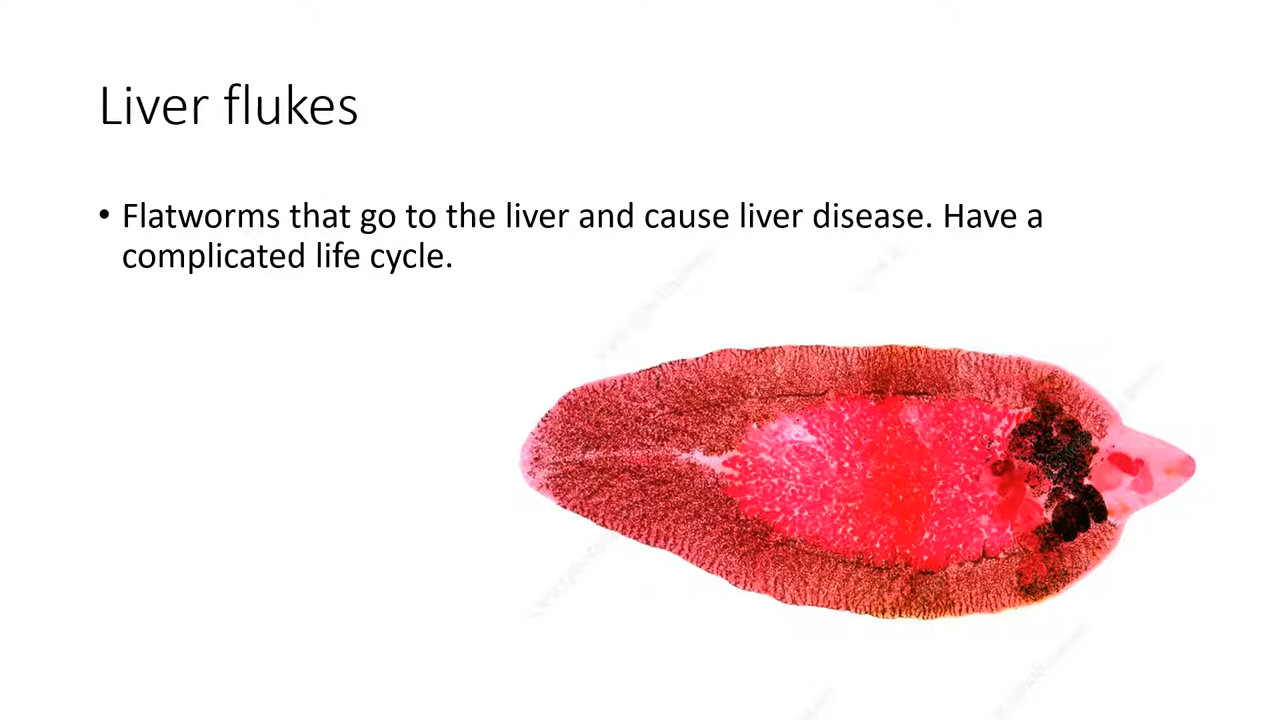 Liver flukes
• Flatworms that go to the liver and cause liver disease. Have a
complicated life cycle.